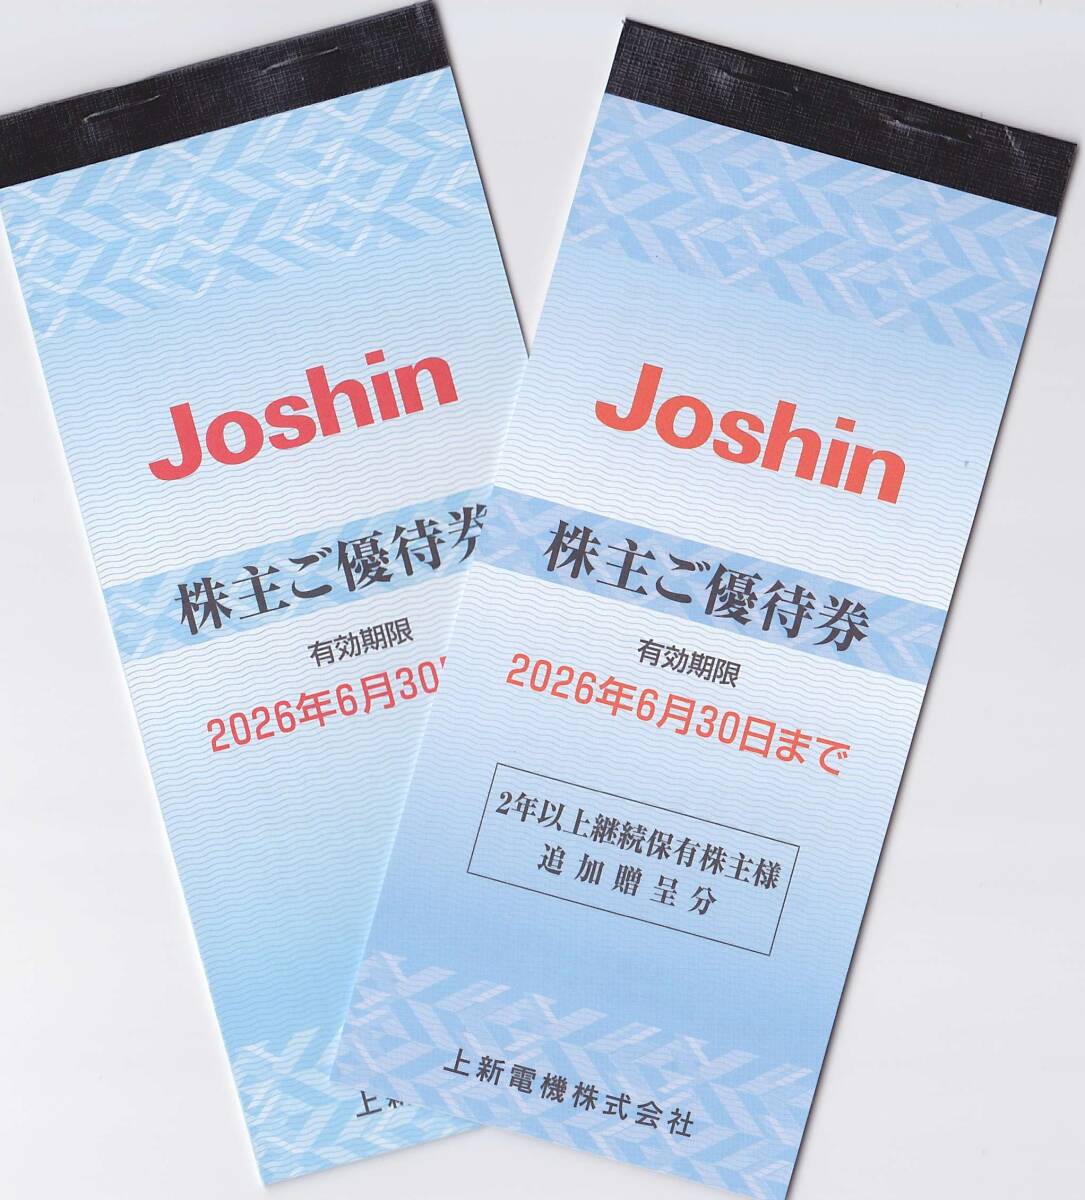 Joshin
株主ご優待券
有効期限
2026年6月30
上新
Joshin
株主ご優待券
有効期限
2026年6月30日まで
2年以上継続保有株主様
追加贈呈分
上新電機株式会社